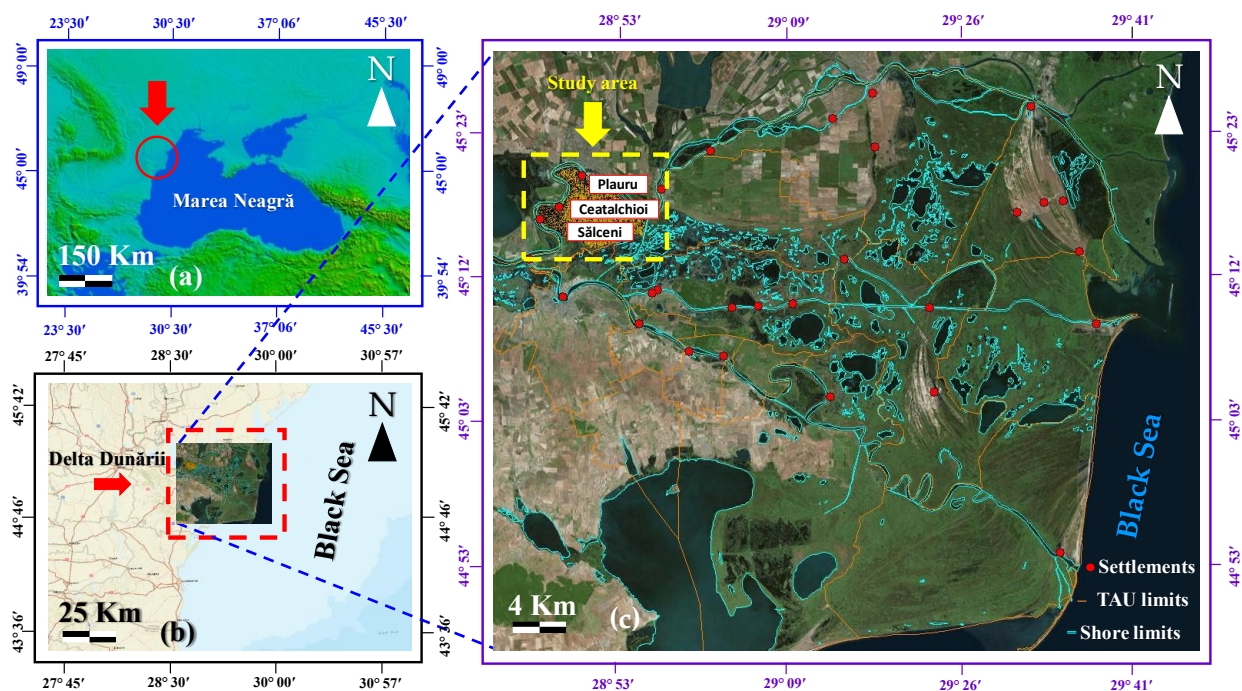 23°30′ 30°30′ 37°06′ 45°30′
49°00′ 49°00′
N
45°00′ 45°00′
Marea Neagră
150 Km
(a)
39°54′ 39°54′
23°30′ 30°30′ 37°06′ 45°30′
27°45′ 28°30′ 30°00′ 30°57′
45°42′ 45°42′
N
Delta Dunării
Black Sea
44°46′ 44°46′
25 Km
(b)
43°36′ 43°36′
27°45′ 28°30′ 30°00′ 30°57′
28°53′ 29°09′ 29°26′ 29°41′
N
Study area
45°23′ 45°23′
Plauru
Ceatalchioi
Sălceni
45°12′ 45°12′
45°03′ 45°03′
Black Sea
44°53′ 44°53′
Settlements
TAU limits
Shore limits
4 Km
(c)
28°53′ 29°09′ 29°26′ 29°41′